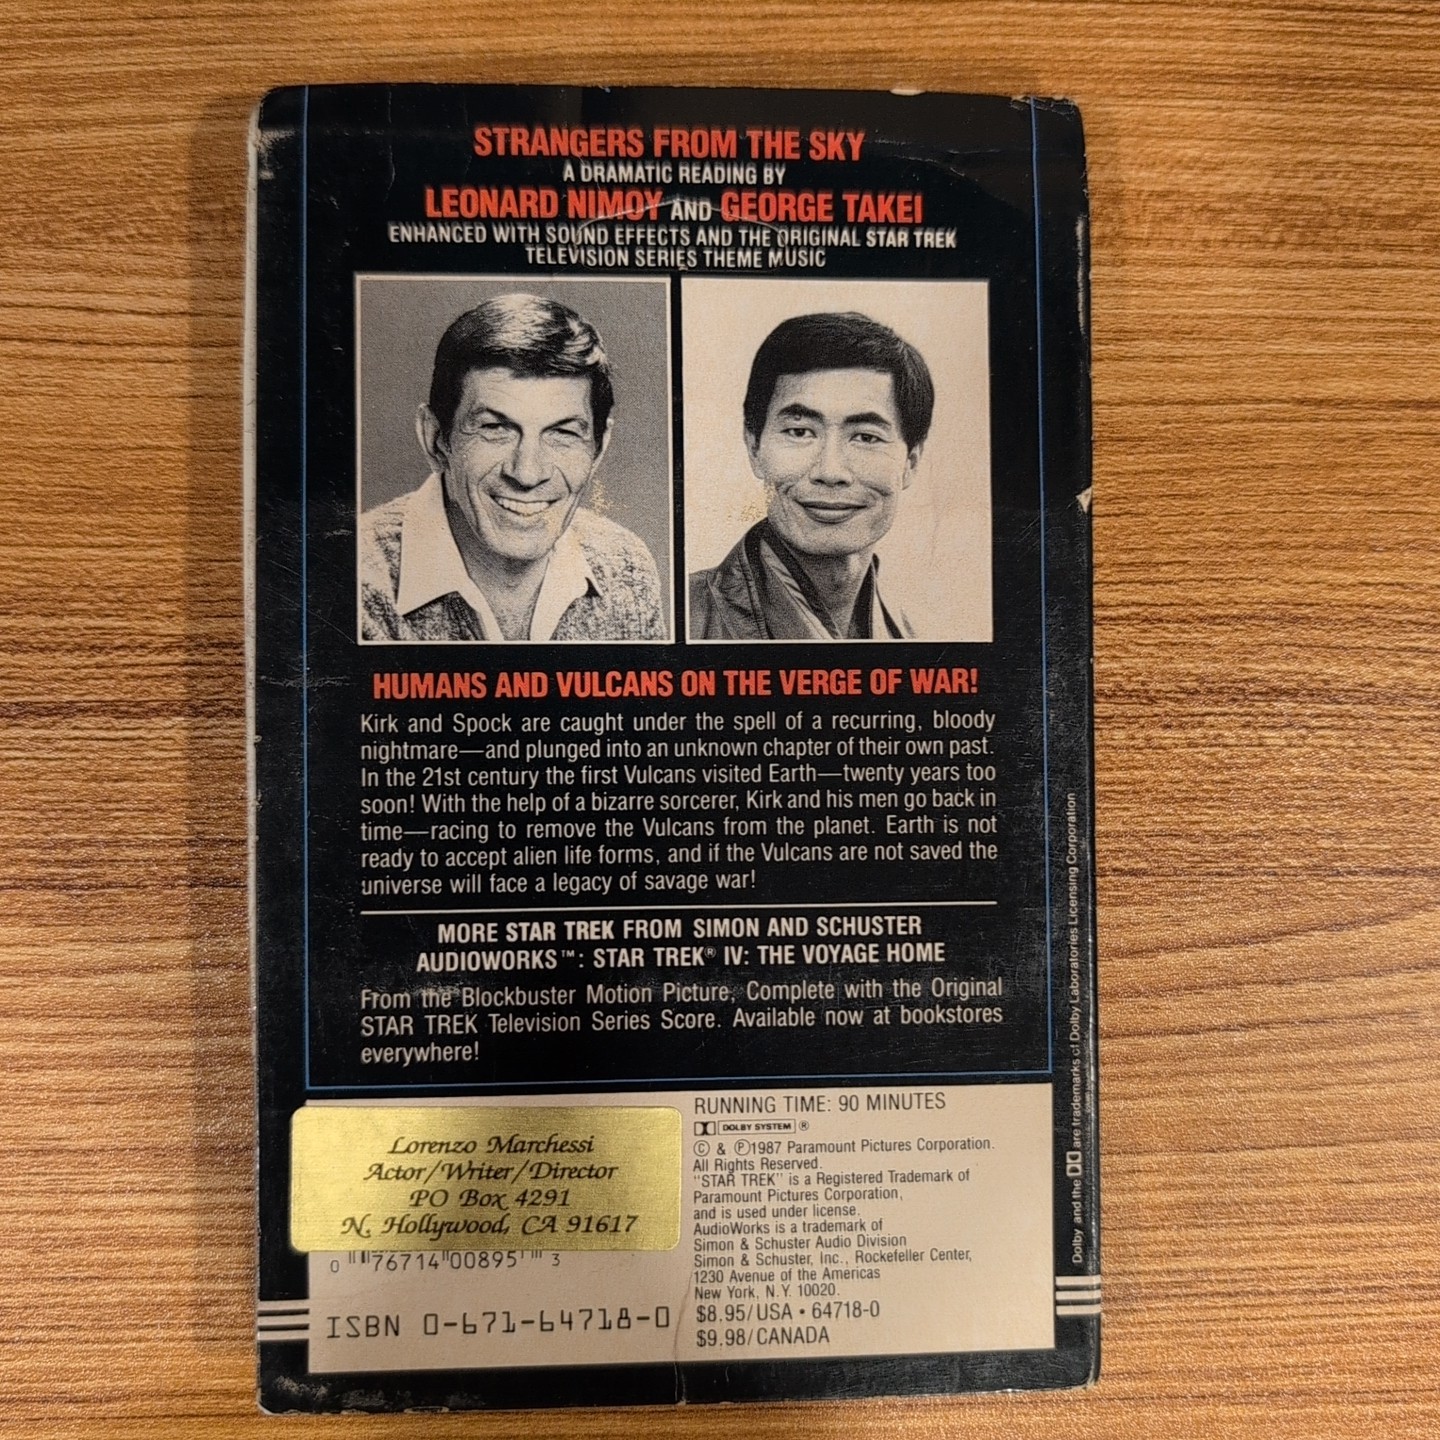 STRANGERS FROM THE SKY
A DRAMATIC READING BY
LEONARD NIMOY AND GEORGE TAKEI
ENHANCED WITH SOUND EFFECTS AND THE ORIGINAL STAR TREK
TELEVISION SERIES THEME MUSIC
HUMANS AND VULCANS ON THE VERGE OF WAR!
Kirk and Spock are caught under the spell of a recurring, bloody
nightmare—and plunged into an unknown chapter of their own past.
In the 21st century the first Vulcans visited Earth—twenty years too
soon! With the help of a bizarre sorcerer, Kirk and his men go back in
time—racing to remove the Vulcans from the planet. Earth is not
ready to accept alien life forms, and if the Vulcans are not saved the
universe will face a legacy of savage war!
MORE STAR TREK FROM SIMON AND SCHUSTER
AUDIOWORKS™: STAR TREK® IV: THE VOYAGE HOME
From the Blockbuster Motion Picture, Complete with the Original
STAR TREK Television Series Score. Available now at bookstores
everywhere!
Lorenzo Marchessi
Actor/Writer/Director
PO Box 4291
N. Hollywood, CA 91617
0 76714 00895 3
ISBN 0-671-64718-0
RUNNING TIME: 90 MINUTES
DOLBY SYSTEM ®
© & ℗1987 Paramount Pictures Corporation.
All Rights Reserved.
"STAR TREK" is a Registered Trademark of
Paramount Pictures Corporation,
and is used under license.
AudioWorks is a trademark of
Simon & Schuster Audio Division
Simon & Schuster, Inc., Rockefeller Center,
1230 Avenue of the Americas
New York, N.Y. 10020.
$8.95/USA • 64718-0
$9.98/CANADA
Dolby and the are trademarks of Dolby Laboratories Licensing Corporation